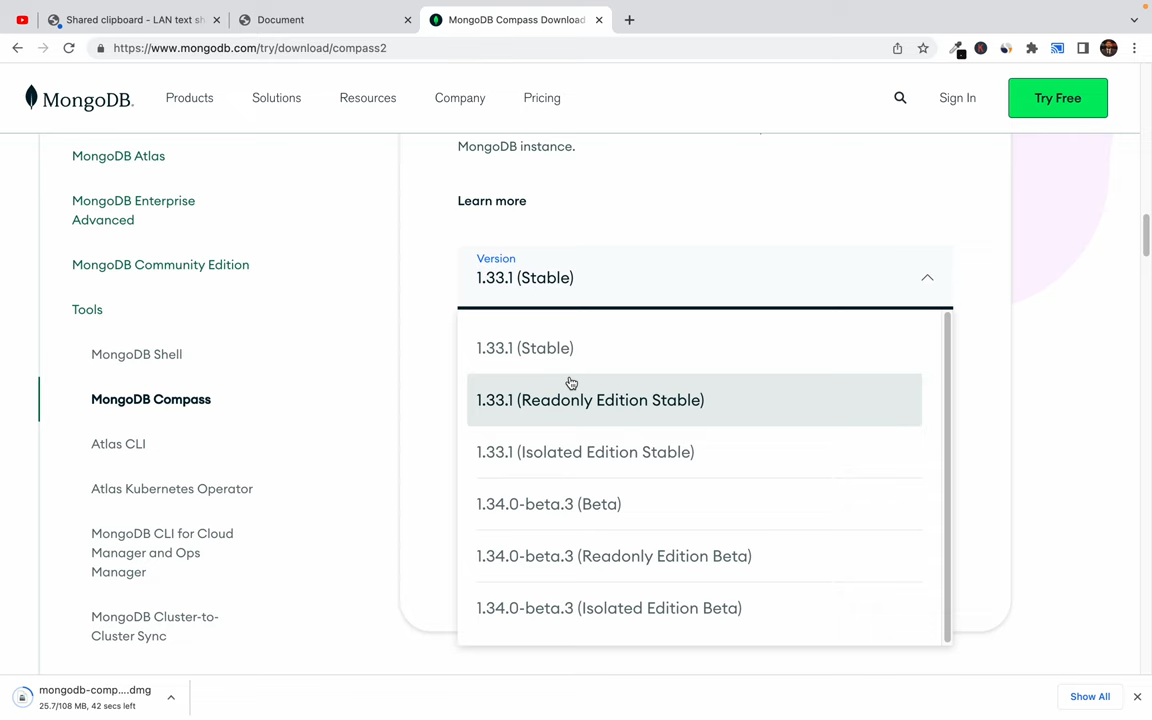 Shared clipboard - LAN text sh
Document
MongoDB Compass Download
https://www.mongodb.com/try/download/compass2
MongoDB.
Products
Solutions
Resources
Company
Pricing
Sign In
Try Free
MongoDB Atlas
MongoDB Enterprise
Advanced
MongoDB Community Edition
Tools
MongoDB Shell
MongoDB Compass
Atlas CLI
Atlas Kubernetes Operator
MongoDB CLI for Cloud
Manager and Ops
Manager
MongoDB Cluster-to-
Cluster Sync
MongoDB instance.
Learn more
Version
1.33.1 (Stable)
1.33.1 (Stable)
1.33.1 (Readonly Edition Stable)
1.33.1 (Isolated Edition Stable)
1.34.0-beta.3 (Beta)
1.34.0-beta.3 (Readonly Edition Beta)
1.34.0-beta.3 (Isolated Edition Beta)
mongodb-comp....dmg
25.7/108 MB, 42 secs left
Show All